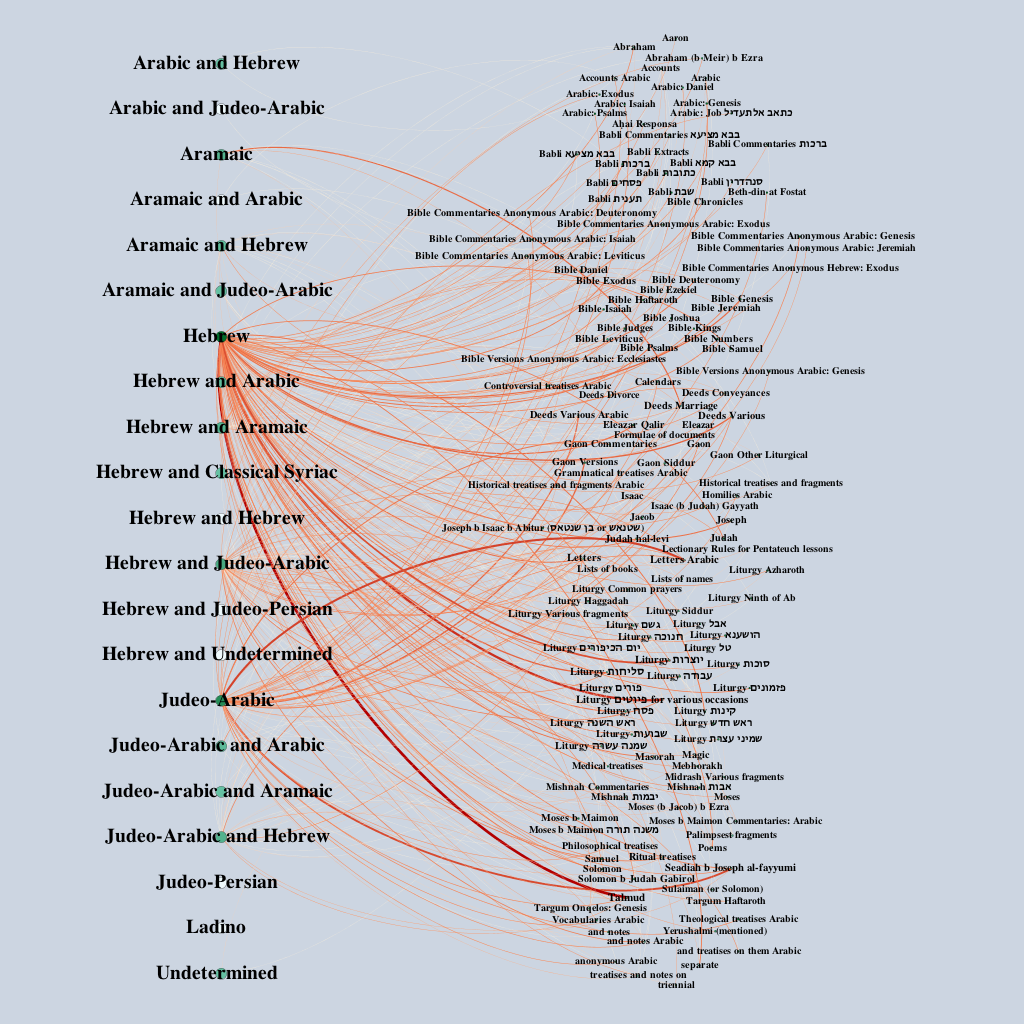 Arabic and Hebrew
Arabic and Judeo-Arabic
Aramaic
Aramaic and Arabic
Aramaic and Hebrew
Aramaic and Judeo-Arabic
Hebrew
Hebrew and Arabic
Hebrew and Aramaic
Hebrew and Classical Syriac
Hebrew and Hebrew
Hebrew and Judeo-Arabic
Hebrew and Judeo-Persian
Hebrew and Undetermined
Judeo-Arabic
Judeo-Arabic and Arabic
Judeo-Arabic and Aramaic
Judeo-Arabic and Hebrew
Judeo-Persian
Ladino
Undetermined
Aaron
Abraham
Abraham (b Meir) b Ezra
Accounts
Accounts Arabic
Arabic
Arabic: Daniel
Arabic: Exodus
Arabic: Isaiah
Arabic: Genesis
Arabic: Psalms
Arabic: Job כתאב אלתעדיל
Ahai Responsa
Babli Commentaries בבא מציעא
Babli Commentaries ברכות
Babli בבא מציעא
Babli Extracts
Babli ברכות
Babli בבא קמא
Babli כתובות
Babli פסחים
Babli סנהדרין
Babli שבת
Beth-din at Fostat
Babli תענית
Bible Chronicles
Bible Commentaries Anonymous Arabic: Deuteronomy
Bible Commentaries Anonymous Arabic: Exodus
Bible Commentaries Anonymous Arabic: Genesis
Bible Commentaries Anonymous Arabic: Isaiah
Bible Commentaries Anonymous Arabic: Jeremiah
Bible Commentaries Anonymous Arabic: Leviticus
Bible Commentaries Anonymous Hebrew: Exodus
Bible Daniel
Bible Exodus
Bible Deuteronomy
Bible Ezekiel
Bible Haftaroth
Bible Genesis
Bible Isaiah
Bible Jeremiah
Bible Joshua
Bible Judges
Bible Kings
Bible Leviticus
Bible Numbers
Bible Psalms
Bible Samuel
Bible Versions Anonymous Arabic: Ecclesiastes
Bible Versions Anonymous Arabic: Genesis
Calendars
Controversial treatises Arabic
Deeds Divorce
Deeds Conveyances
Deeds Marriage
Deeds Various Arabic
Deeds Various
Eleazar Qalir
Eleazar
Formulae of documents
Gaon Commentaries
Gaon
Gaon Other Liturgical
Gaon Versions
Gaon Siddur
Grammatical treatises Arabic
Historical treatises and fragments Arabic
Historical treatises and fragments
Isaac
Homilies Arabic
Isaac (b Judah) Gayyath
Jacob
Joseph
Joseph b Isaac b Abitur (שטנאש or בן שנטאס)
Judah hal-levi
Judah
Lectionary Rules for Pentateuch lessons
Letters
Letters Arabic
Lists of books
Liturgy Azharoth
Lists of names
Liturgy Common prayers
Liturgy Haggadah
Liturgy Ninth of Ab
Liturgy Various fragments
Liturgy Siddur
Liturgy גשם
Liturgy אבל
Liturgy חנוכה
Liturgy הושענא
Liturgy יום הכיפורים
Liturgy טל
Liturgy יוצרות
Liturgy סוכות
Liturgy סליחות
Liturgy עבודה
Liturgy פורים
Liturgy פזמונים
Liturgy פיוטים for various occasions
Liturgy פסח
Liturgy קינות
Liturgy ראש השנה
Liturgy ראש חדש
Liturgy שבועות
Liturgy שמיני עצרת
Liturgy שמנה עשרה
Masorah
Magic
Medical treatises
Mebhorakh
Midrash Various fragments
Mishnah Commentaries
Mishnah אבות
Mishnah יבמות
Moses
Moses (b Jacob) b Ezra
Moses b Maimon
Moses b Maimon Commentaries: Arabic
Moses b Maimon משנה תורה
Palimpsest fragments
Philosophical treatises
Poems
Samuel
Ritual treatises
Solomon
Seadiah b Joseph al-fayyumi
Solomon b Judah Gabirol
Sulaiman (or Solomon)
Talmud
Targum Haftaroth
Targum Onqelos: Genesis
Vocabularies Arabic
Theological treatises Arabic
and notes
Yerushalmi (mentioned)
and notes Arabic
and treatises on them Arabic
anonymous Arabic
separate
treatises and notes on
triennial